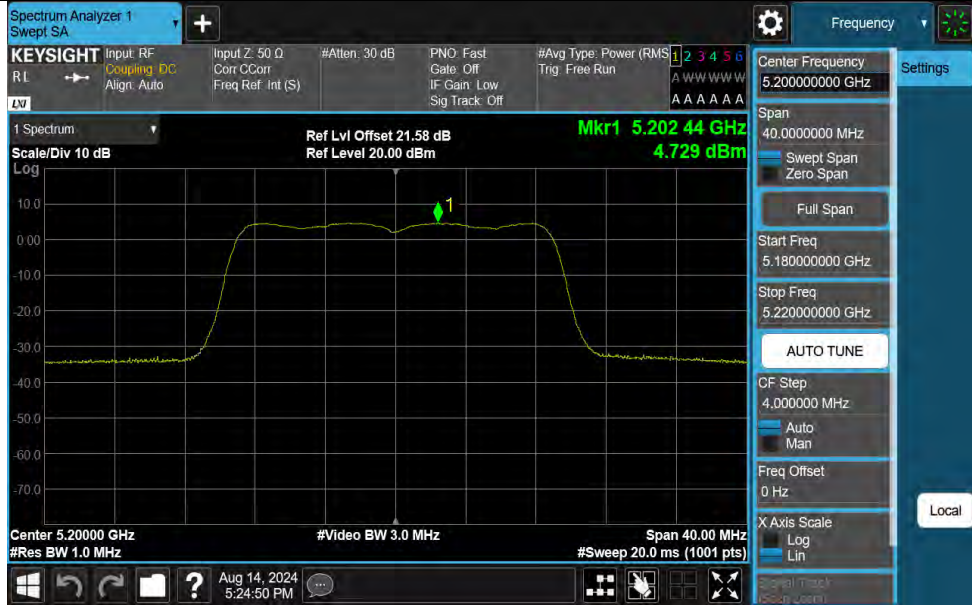 Spectrum Analyzer 1
Swept SA
Frequency
KEYSIGHT
RL
LXI
Input: RF
Coupling: DC
Align: Auto
Input Z: 50 Ω
Corr CCorr
Freq Ref: Int (S)
#Atten: 30 dB
PNO: Fast
Gate: Off
IF Gain: Low
Sig Track: Off
#Avg Type: Power (RMS
Trig: Free Run
1 2 3 4 5 6
A W W W W W
A A A A A A
1 Spectrum
Scale/Div 10 dB
Log
Ref Lvl Offset 21.58 dB
Ref Level 20.00 dBm
Mkr1 5.202 44 GHz
4.729 dBm
1
10.0
0.00
-10.0
-20.0
-30.0
-40.0
-50.0
-60.0
-70.0
Center 5.20000 GHz
#Res BW 1.0 MHz
#Video BW 3.0 MHz
Span 40.00 MHz
#Sweep 20.0 ms (1001 pts)
Center Frequency
5.200000000 GHz
Span
40.0000000 MHz
Swept Span
Zero Span
Full Span
Start Freq
5.180000000 GHz
Stop Freq
5.220000000 GHz
AUTO TUNE
CF Step
4.000000 MHz
Auto
Man
Freq Offset
0 Hz
X Axis Scale
Log
Lin
Signal Track
(Span Zoom)
Settings
Local
?
Aug 14, 2024
5:24:50 PM